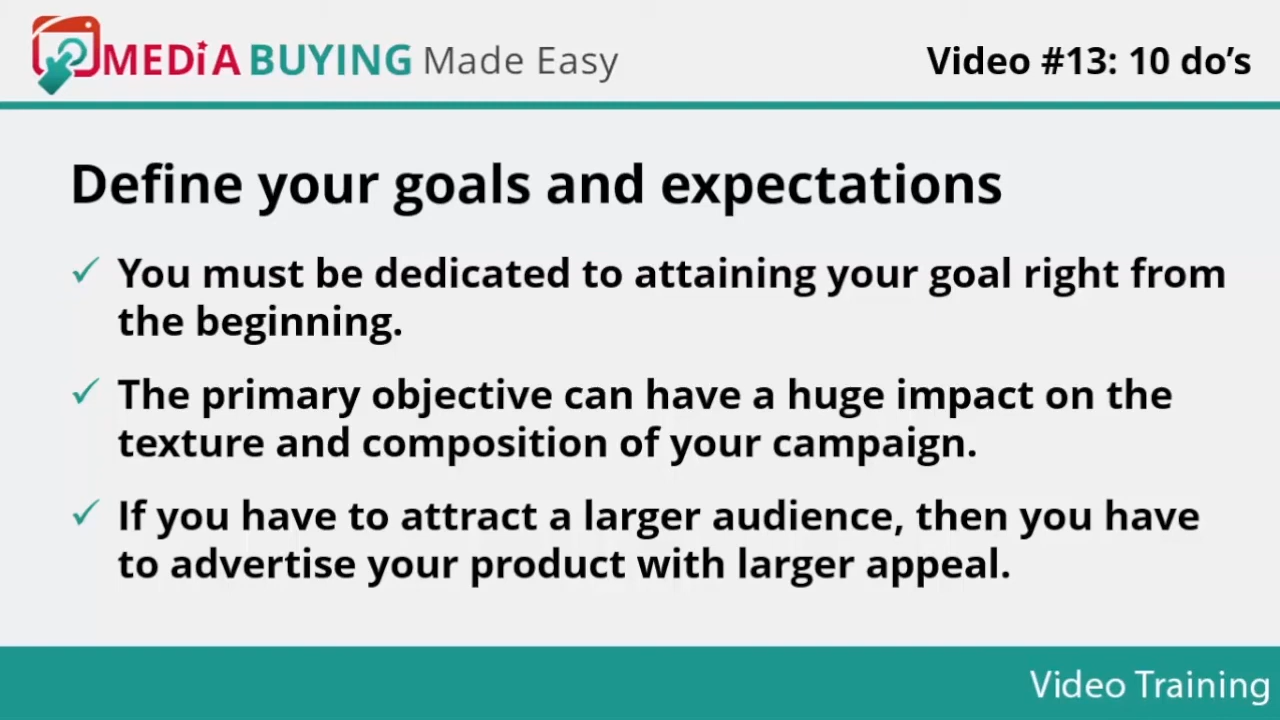 MEDiA BUYING Made Easy
Video #13: 10 do’s
Define your goals and expectations
✓ You must be dedicated to attaining your goal right from
the beginning.
✓ The primary objective can have a huge impact on the
texture and composition of your campaign.
✓ If you have to attract a larger audience, then you have
to advertise your product with larger appeal.
Video Training